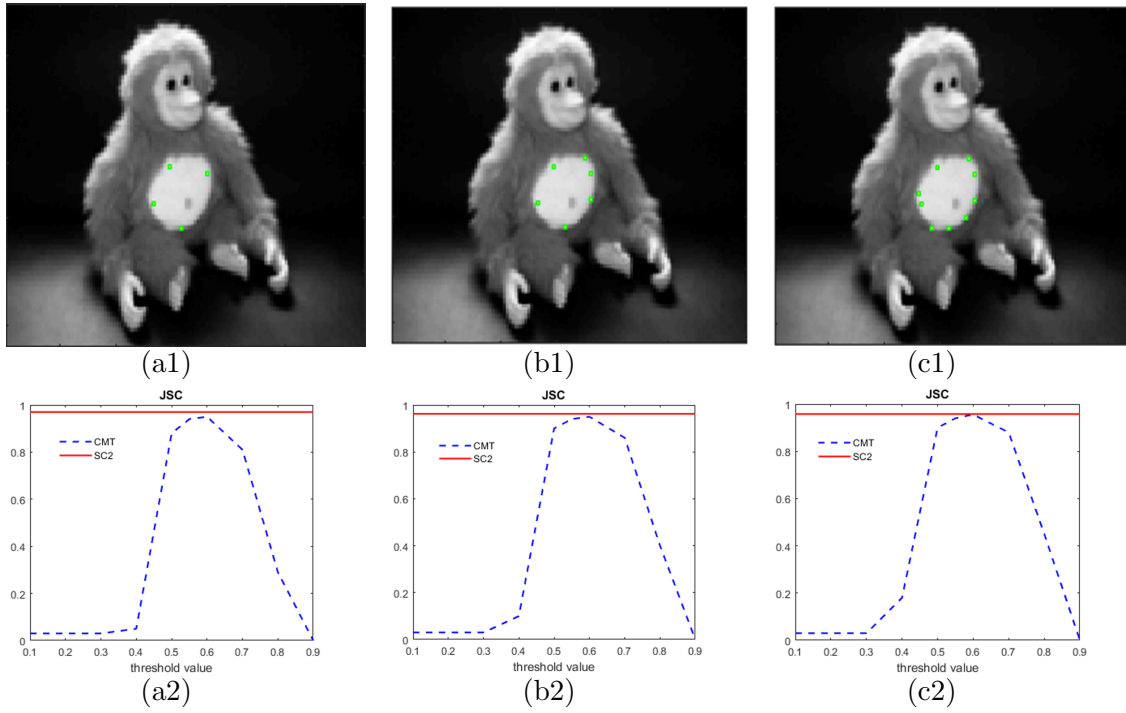 (a1) (b1) (c1)
JSC JSC JSC
1 1 1
0.8 0.8 0.8
0.6 0.6 0.6
0.4 0.4 0.4
0.2 0.2 0.2
0 0 0
CMT CMT CMT
SC2 SC2 SC2
0.1 0.2 0.3 0.4 0.5 0.6 0.7 0.8 0.9 0.1 0.2 0.3 0.4 0.5 0.6 0.7 0.8 0.9 0.1 0.2 0.3 0.4 0.5 0.6 0.7 0.8 0.9
threshold value threshold value threshold value
(a2) (b2) (c2)